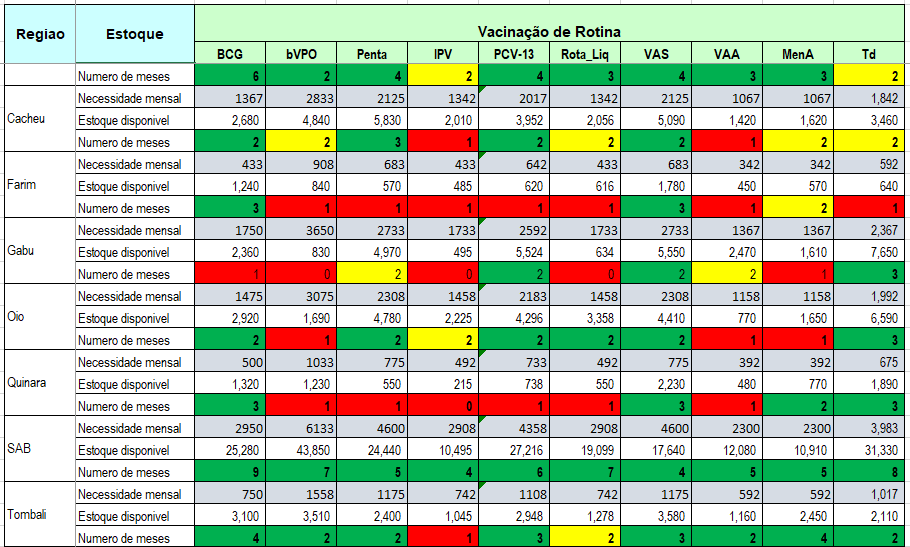 Regiao Estoque Vacinação de Rotina
BCG bVPO Penta IPV PCV-13 Rota_Liq VAS VAA MenA Td
Numero de meses 6 2 4 2 4 3 4 3 3 2
Cacheu
Necessidade mensal 1367 2833 2125 1342 2017 1342 2125 1067 1067 1,842
Estoque disponivel 2,680 4,840 5,830 2,010 3,952 2,056 5,090 1,420 1,620 3,460
Numero de meses 2 2 3 1 2 2 2 1 2 2
Farim
Necessidade mensal 433 908 683 433 642 433 683 342 342 592
Estoque disponivel 1,240 840 570 485 620 616 1,780 450 570 640
Numero de meses 3 1 1 1 1 1 3 1 2 1
Gabu
Necessidade mensal 1750 3650 2733 1733 2592 1733 2733 1367 1367 2,367
Estoque disponivel 2,360 830 4,970 495 5,524 634 5,550 2,470 1,610 7,650
Numero de meses 1 0 2 0 2 0 2 2 1 3
Oio
Necessidade mensal 1475 3075 2308 1458 2183 1458 2308 1158 1158 1,992
Estoque disponivel 2,920 1,690 4,780 2,225 4,296 3,358 4,410 770 1,650 6,590
Numero de meses 2 1 2 2 2 2 2 1 1 3
Quinara
Necessidade mensal 500 1033 775 492 733 492 775 392 392 675
Estoque disponivel 1,320 1,230 550 215 738 550 2,230 480 770 1,890
Numero de meses 3 1 1 0 1 1 3 1 2 3
SAB
Necessidade mensal 2950 6133 4600 2908 4358 2908 4600 2300 2300 3,983
Estoque disponivel 25,280 43,850 24,440 10,495 27,216 19,099 17,640 12,080 10,910 31,330
Numero de meses 9 7 5 4 6 7 4 5 5 8
Tombali
Necessidade mensal 750 1558 1175 742 1108 742 1175 592 592 1,017
Estoque disponivel 3,100 3,510 2,400 1,045 2,948 1,278 3,580 1,160 2,450 2,110
Numero de meses 4 2 2 1 3 2 3 2 4 2